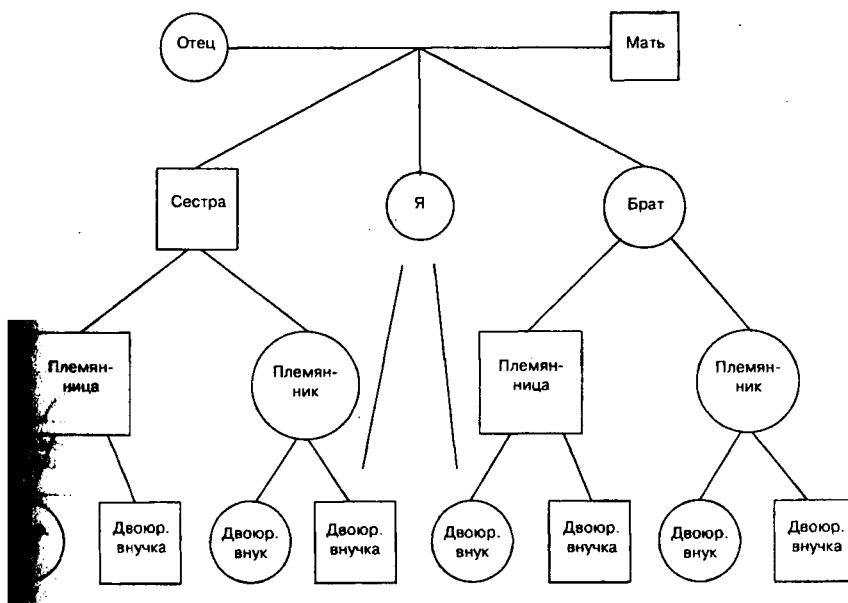 Отец
Мать
Сестра
Я
Брат
Племян-
ница
Племян-
ник
Племян-
ница
Племян-
ник
Двоюр.
внучка
Двоюр.
внук
Двоюр.
внучка
Двоюр.
внук
Двоюр.
внучка
Двоюр.
внук
Двоюр.
внучка